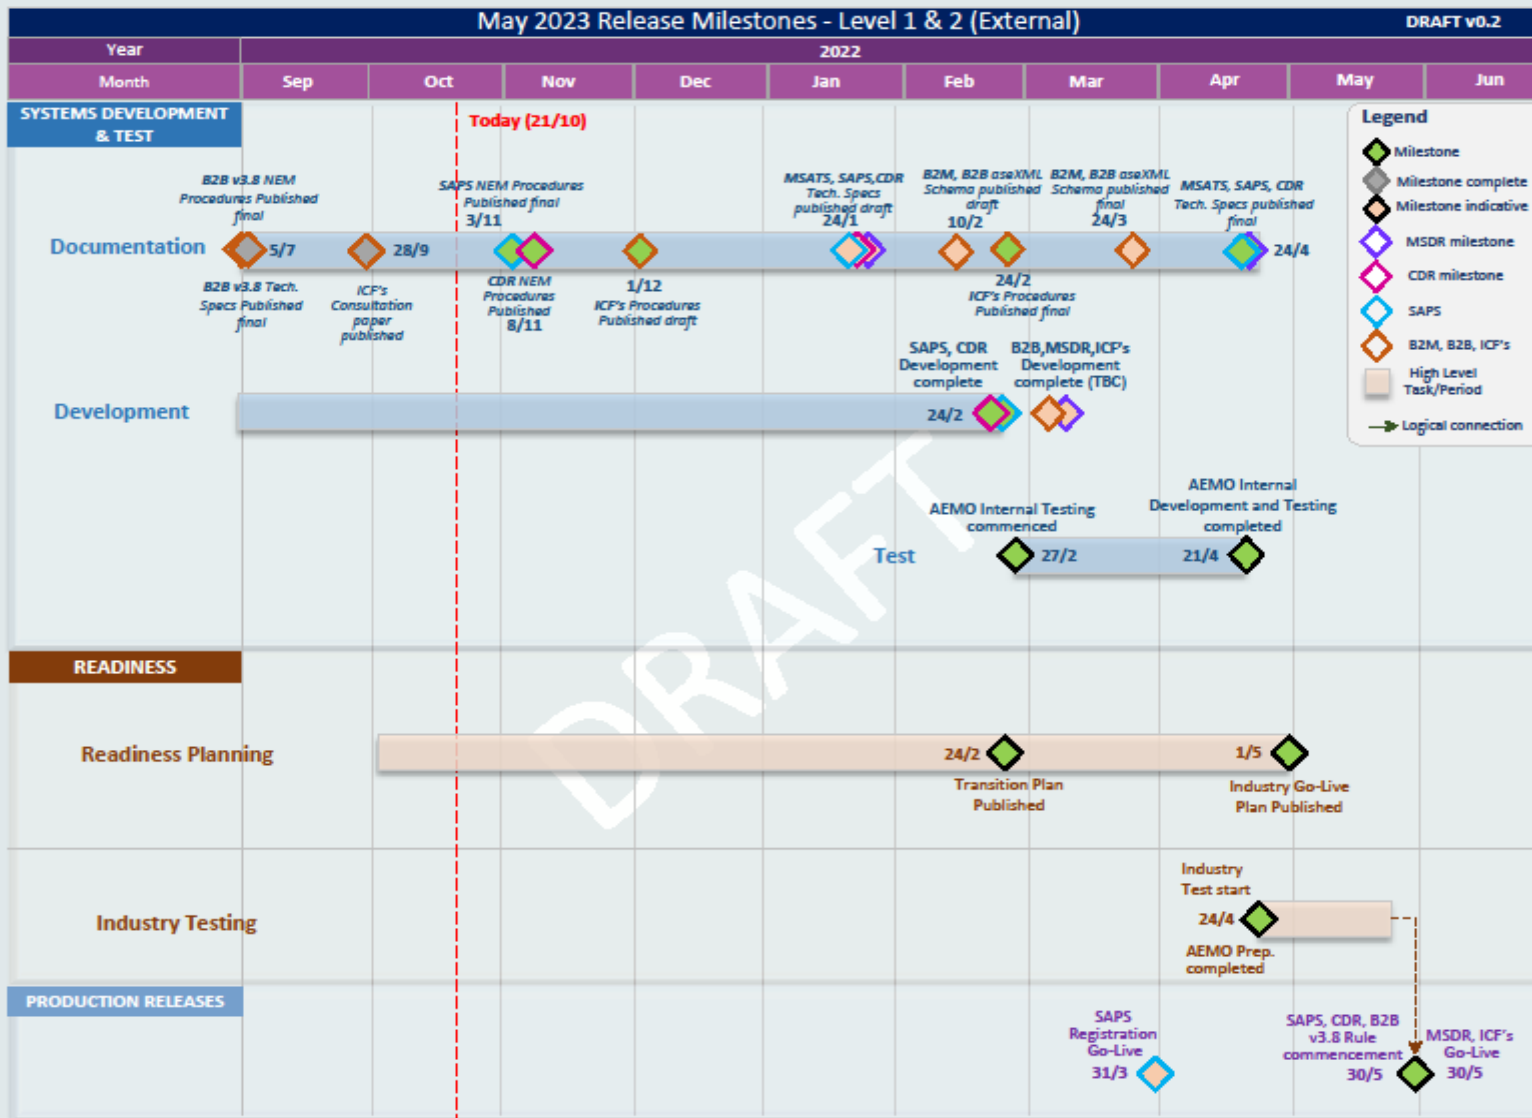 May 2023 Release Milestones - Level 1 & 2 (External)
DRAFT v0.2
Year
2022
Month
Sep
Oct
Nov
Dec
Jan
Feb
Mar
Apr
May
Jun
SYSTEMS DEVELOPMENT
& TEST
Today (21/10)
B2B v3.8 NEM
Procedures Published
final
SAPS NEM Procedures
Published final
3/11
MSATS, SAPS,CDR
Tech. Specs
published draft
24/1
B2M, B2B aseXML
Schema published
draft
10/2
B2M, B2B aseXML
Schema published
final
24/3
MSATS, SAPS, CDR
Tech. Specs published
final
Documentation
5/7
28/9
24/4
B2B v3.8 Tech.
Specs Published
final
ICF's
Consultation
paper
published
CDR NEM
Procedures
Published
8/11
1/12
ICF's Procedures
Published draft
24/2
ICF's Procedures
Published final
Legend
Milestone
Milestone complete
Milestone indicative
MSDR milestone
CDR milestone
SAPS
B2M, B2B, ICF's
High Level
Task/Period
Logical connection
SAPS, CDR
Development
complete
B2B,MSDR,ICF's
Development
complete (TBC)
Development
24/2
AEMO Internal Testing
commenced
AEMO Internal
Development and Testing
completed
Test
27/2
21/4
DRAFT
READINESS
Readiness Planning
24/2
Transition Plan
Published
1/5
Industry Go-Live
Plan Published
Industry Testing
Industry
Test start
24/4
AEMO Prep.
completed
PRODUCTION RELEASES
SAPS
Registration
Go-Live
31/3
SAPS, CDR, B2B
v3.8 Rule
commencement
30/5
MSDR, ICF's
Go-Live
30/5